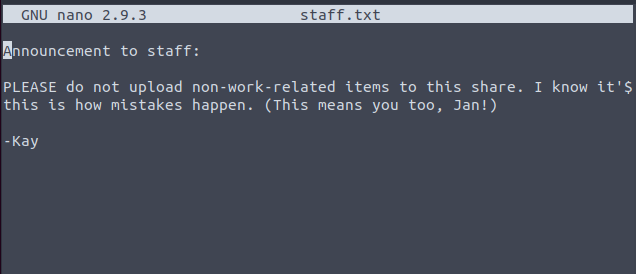 GNU nano 2.9.3 staff.txt
Announcement to staff:
PLEASE do not upload non-work-related items to this share. I know it'$
this is how mistakes happen. (This means you too, Jan!)
-Kay